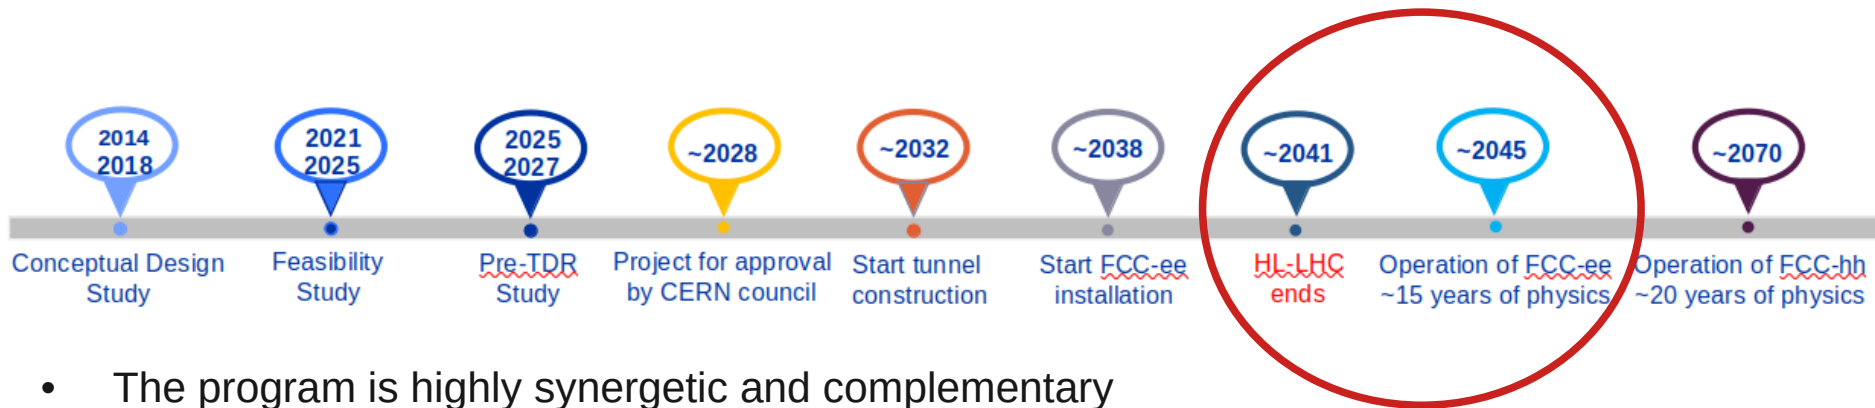 2014
2018
2021
2025
2025
2027
~2028
~2032
~2038
~2041
~2045
~2070
Conceptual Design
Study
Feasibility
Study
Pre-TDR
Study
Project for approval
by CERN council
Start tunnel
construction
Start FCC-ee
installation
HL-LHC
ends
Operation of FCC-ee
~15 years of physics
Operation of FCC-hh
~20 years of physics
• The program is highly synergetic and complementary